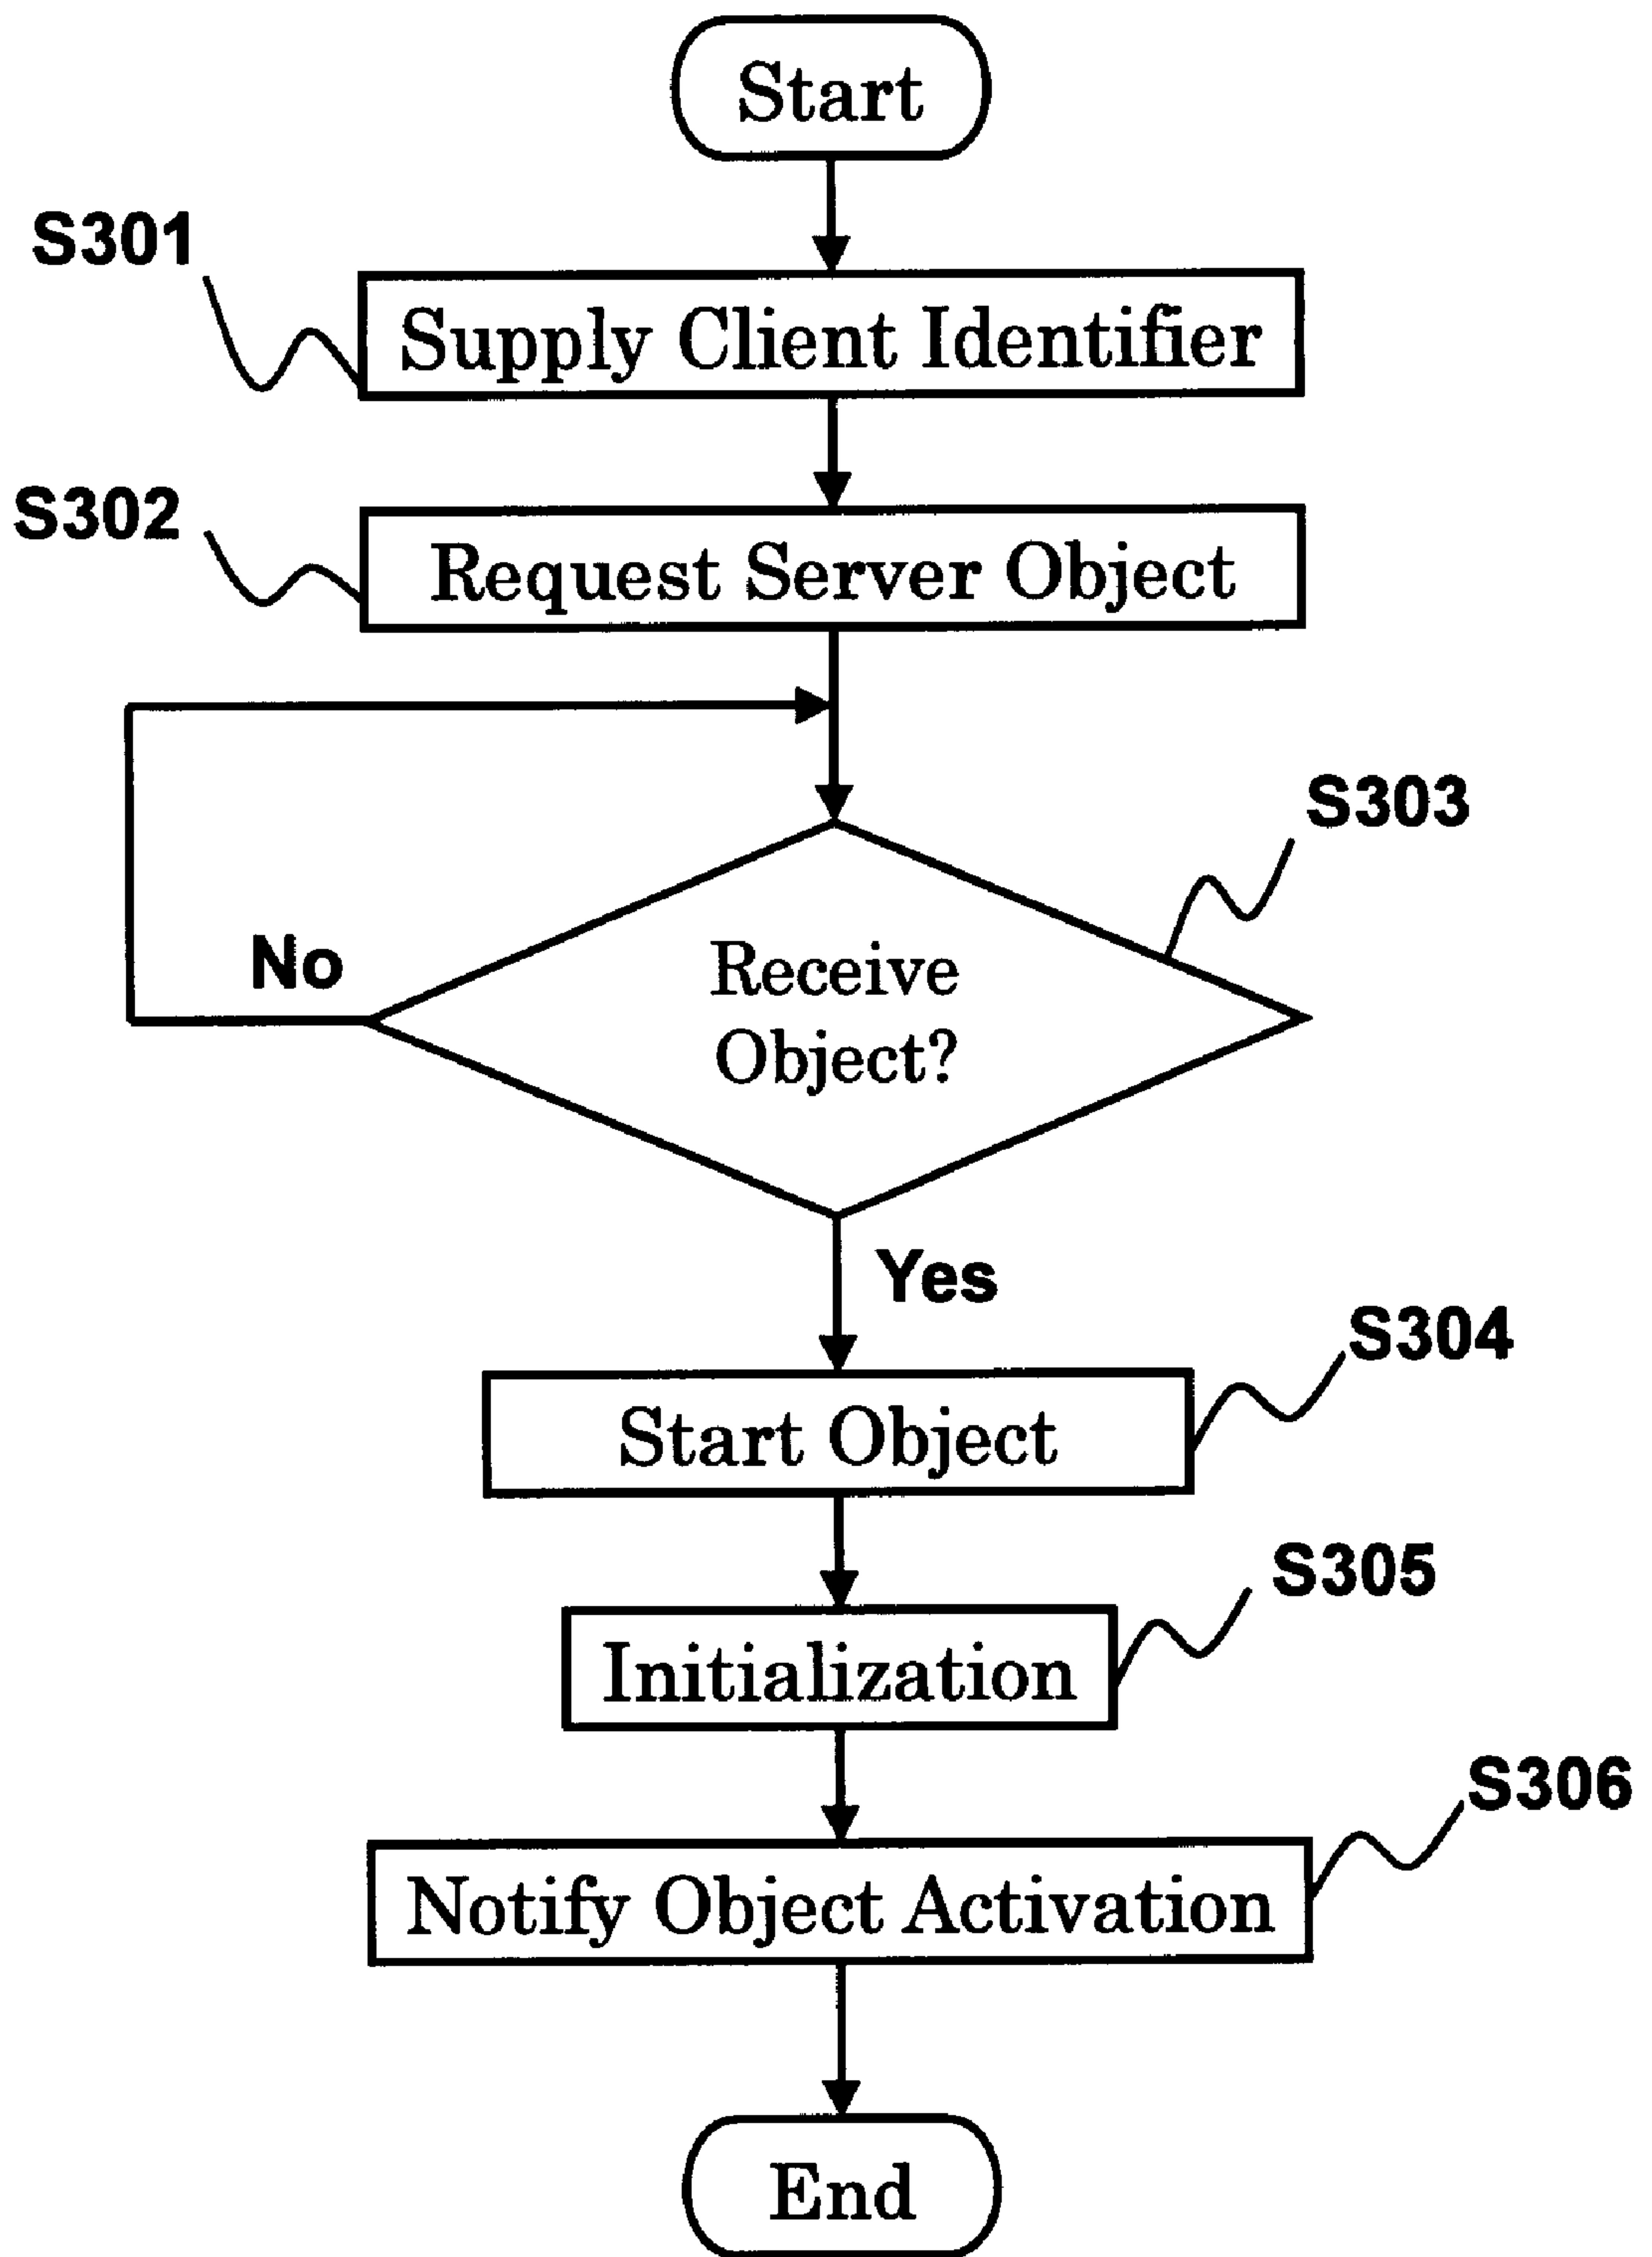 Start
S301
Supply Client Identifier
S302
Request Server Object
S303
No
Receive
Object?
Yes
S304
Start Object
S305
Initialization
S306
Notify Object Activation
End